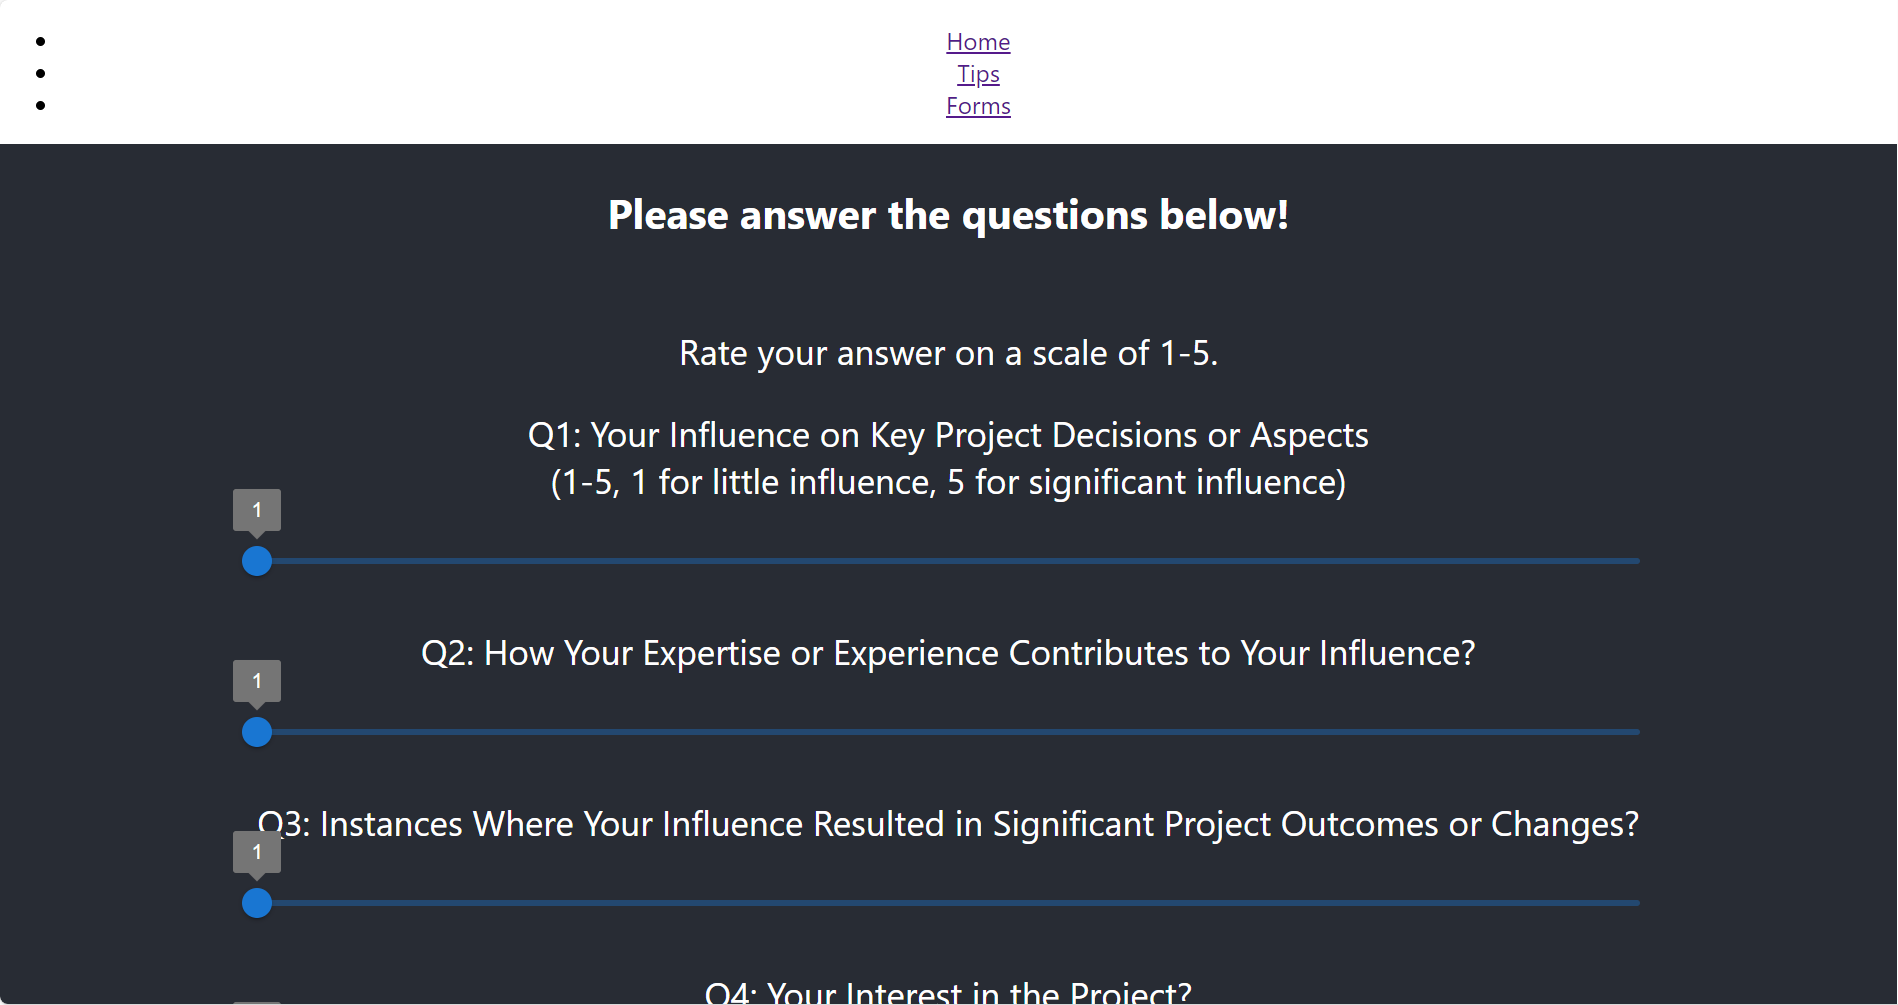 Home
Tips
Forms
Please answer the questions below!
Rate your answer on a scale of 1-5.
Q1: Your Influence on Key Project Decisions or Aspects
(1-5, 1 for little influence, 5 for significant influence)
1
Q2: How Your Expertise or Experience Contributes to Your Influence?
1
Q3: Instances Where Your Influence Resulted in Significant Project Outcomes or Changes?
1
Q4: Your Interest in the Project?